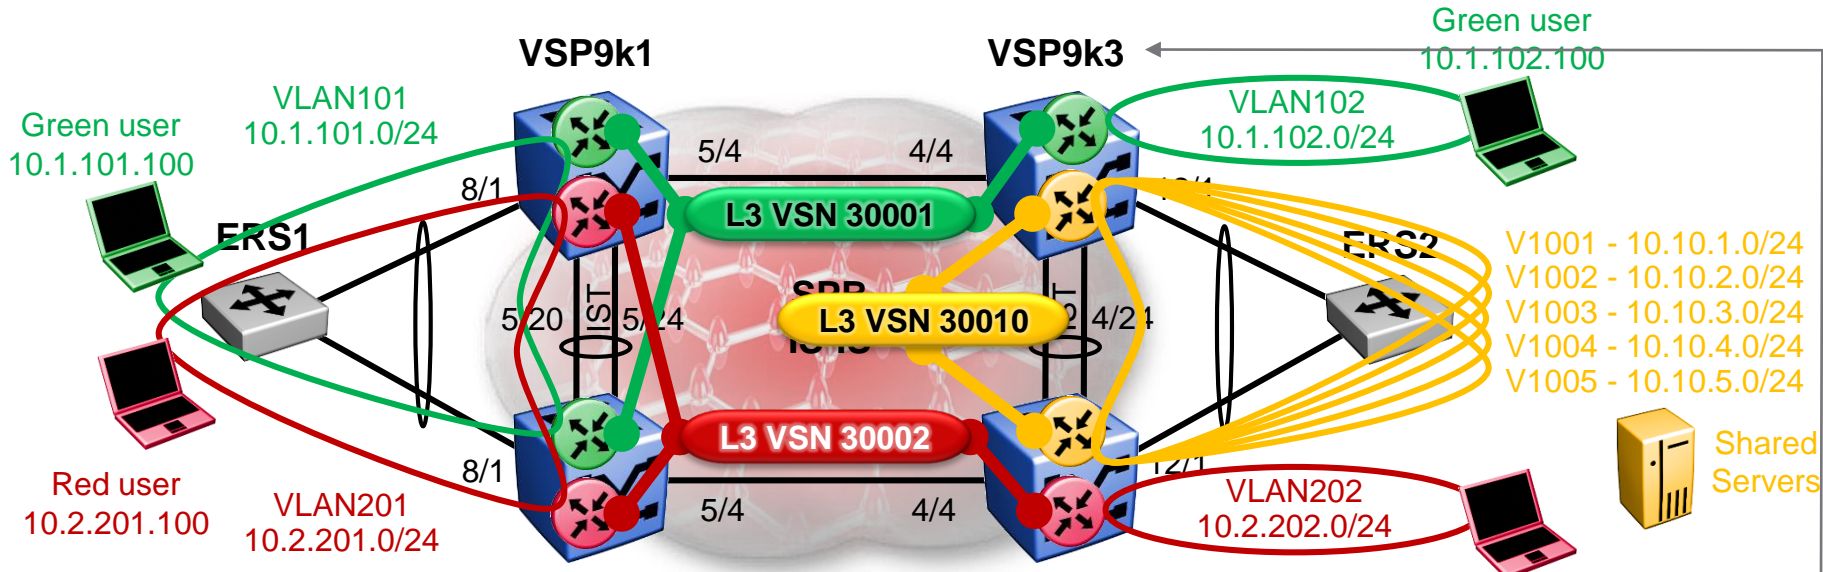 VSP9k1
VSP9k3
Green user
10.1.102.100
VLAN101
10.1.101.0/24
Green user
10.1.101.100
VLAN102
10.1.102.0/24
5/4
4/4
8/1
L3 VSN 30001
ERS1
ERS2
V1001 - 10.10.1.0/24
V1002 - 10.10.2.0/24
V1003 - 10.10.3.0/24
V1004 - 10.10.4.0/24
V1005 - 10.10.5.0/24
5/20
IST
5/24
SPB
L3 VSN 30010
4/24
L3 VSN 30002
8/1
12/1
Shared
Servers
Red user
10.2.201.100
VLAN201
10.2.201.0/24
5/4
4/4
VLAN202
10.2.202.0/24